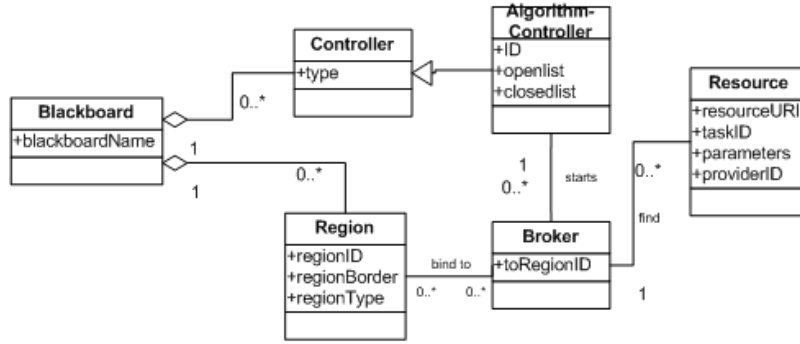 Algorithm-
Controller
+ID
+openlist
+closedlist
Controller
+type
Resource
+resourceURI
+taskID
+parameters
+providerID
Blackboard
+blackboardName
0..*
1
0..*
1
1
0..*
starts
0..*
find
Region
+regionID
+regionBorder
+regionType
bind to
0..*
0..*
Broker
+toRegionID
1